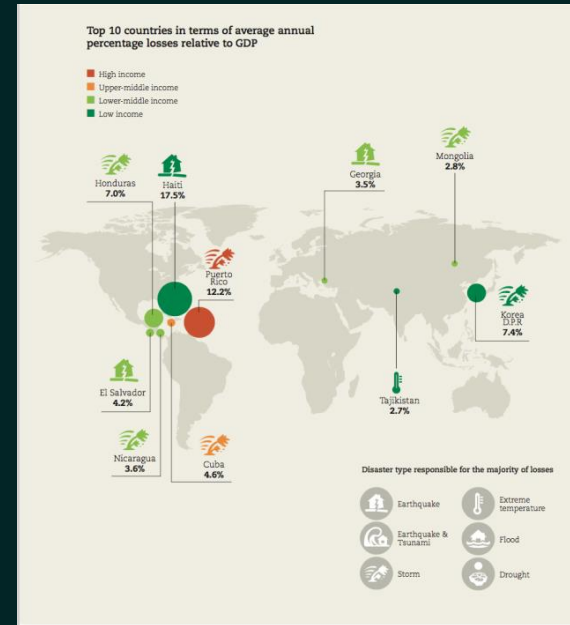 Top 10 countries in terms of average annual
percentage losses relative to GDP
High income
Upper-middle income
Lower-middle income
Low income
Honduras
7.0%
Haiti
17.5%
Puerto
Rico
12.2%
Georgia
3.5%
Mongolia
2.8%
Korea
D.P.R
7.4%
Tajikistan
2.7%
El Salvador
4.2%
Nicaragua
3.6%
Cuba
4.6%
Disaster type responsible for the majority of losses
Earthquake
Extreme
temperature
Earthquake &
Tsunami
Flood
Storm
Drought